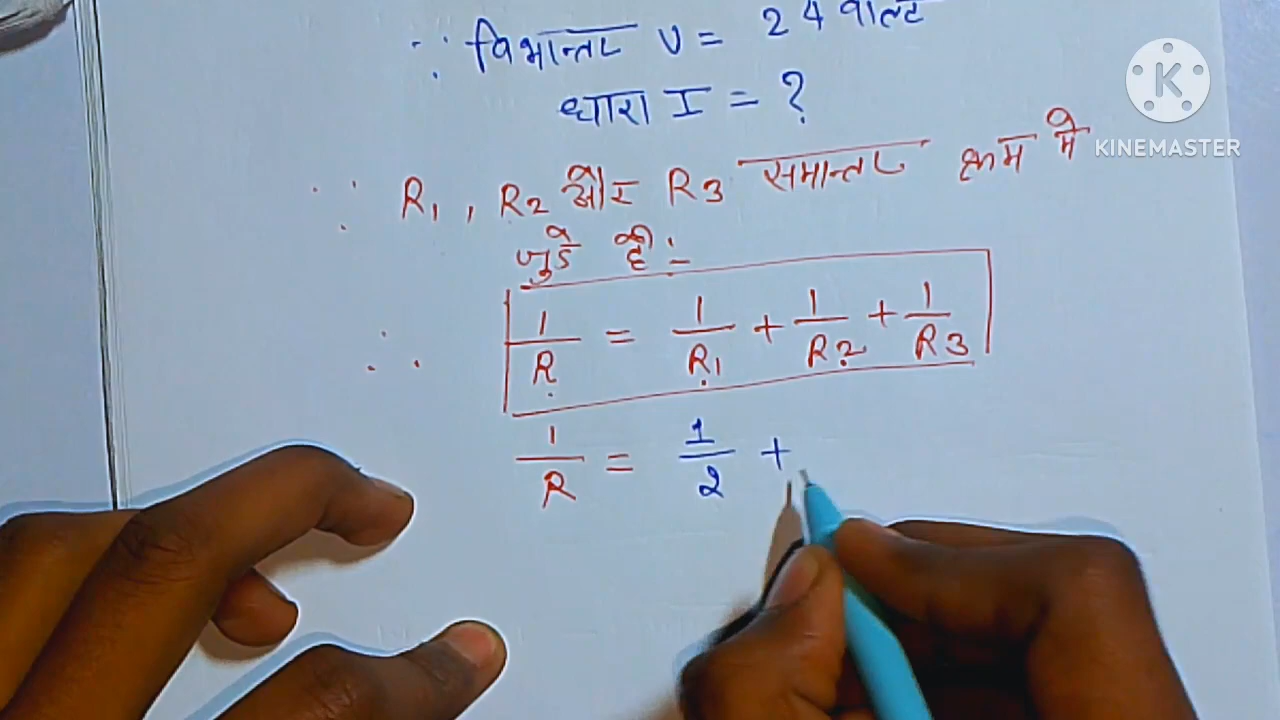 ∵ विभान्तर V = 24 वोल्ट
धारा I = ?
∵ R1, R2 और R3 समान्तर क्रम में
जुडे है :-
∴ 1/R = 1/R1 + 1/R2 + 1/R3
1/R = 1/2 +
K
KINEMASTER